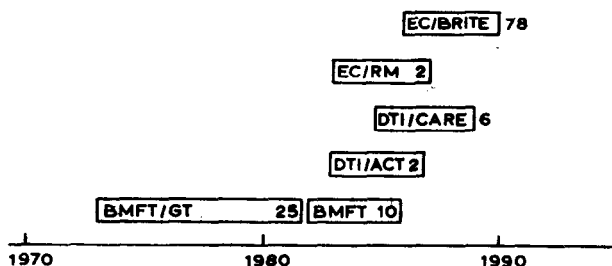 EC/BRITE 78
EC/RM 2
DTI/CARE 6
DTI/ACT 2
BMFT/GT 25 BMFT 10
1970 1980 1990